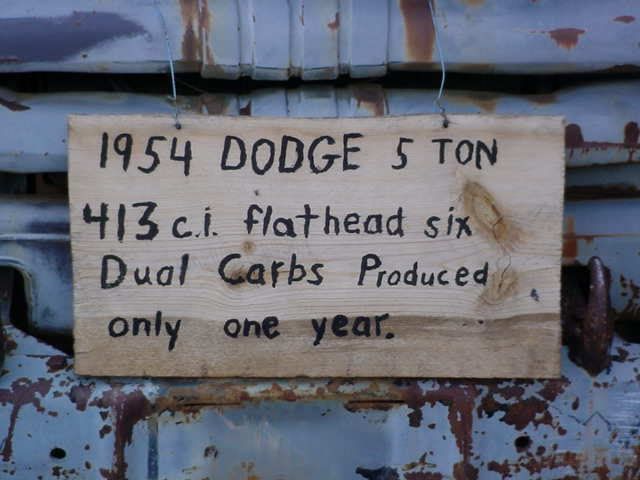 1954 DODGE 5 TON
413 c.i. flathead six
Dual Carbs Produced
only one year.